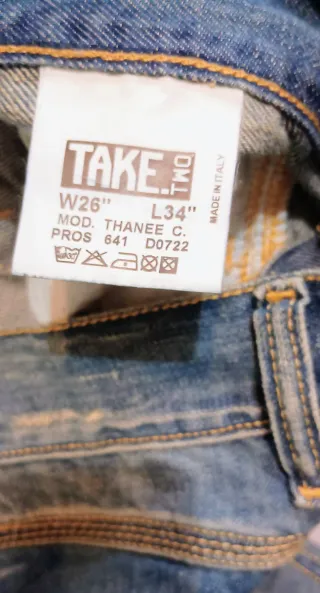 TAKE.TWO
W26" L34"
MOD. THANEE C.
PROS 641 D0722
MADE IN ITALY